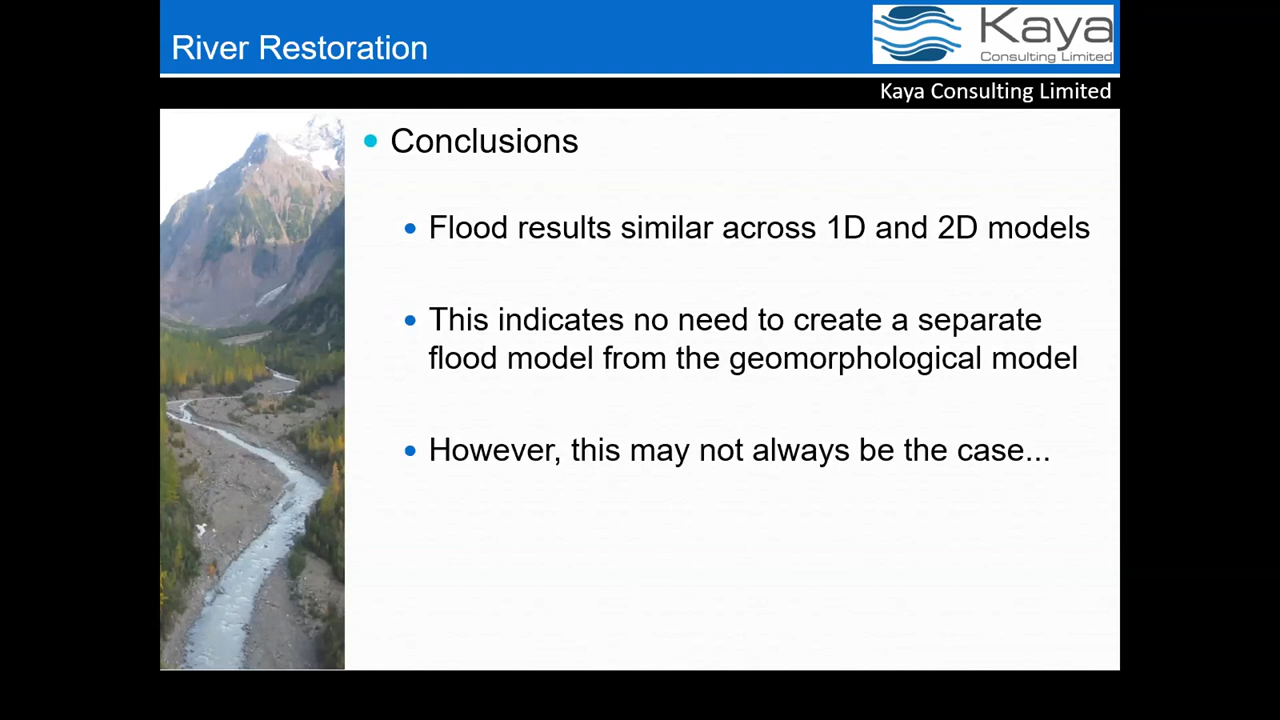 River Restoration
Kaya
Consulting Limited
Kaya Consulting Limited
Conclusions
Flood results similar across 1D and 2D models
This indicates no need to create a separate
flood model from the geomorphological model
However, this may not always be the case...